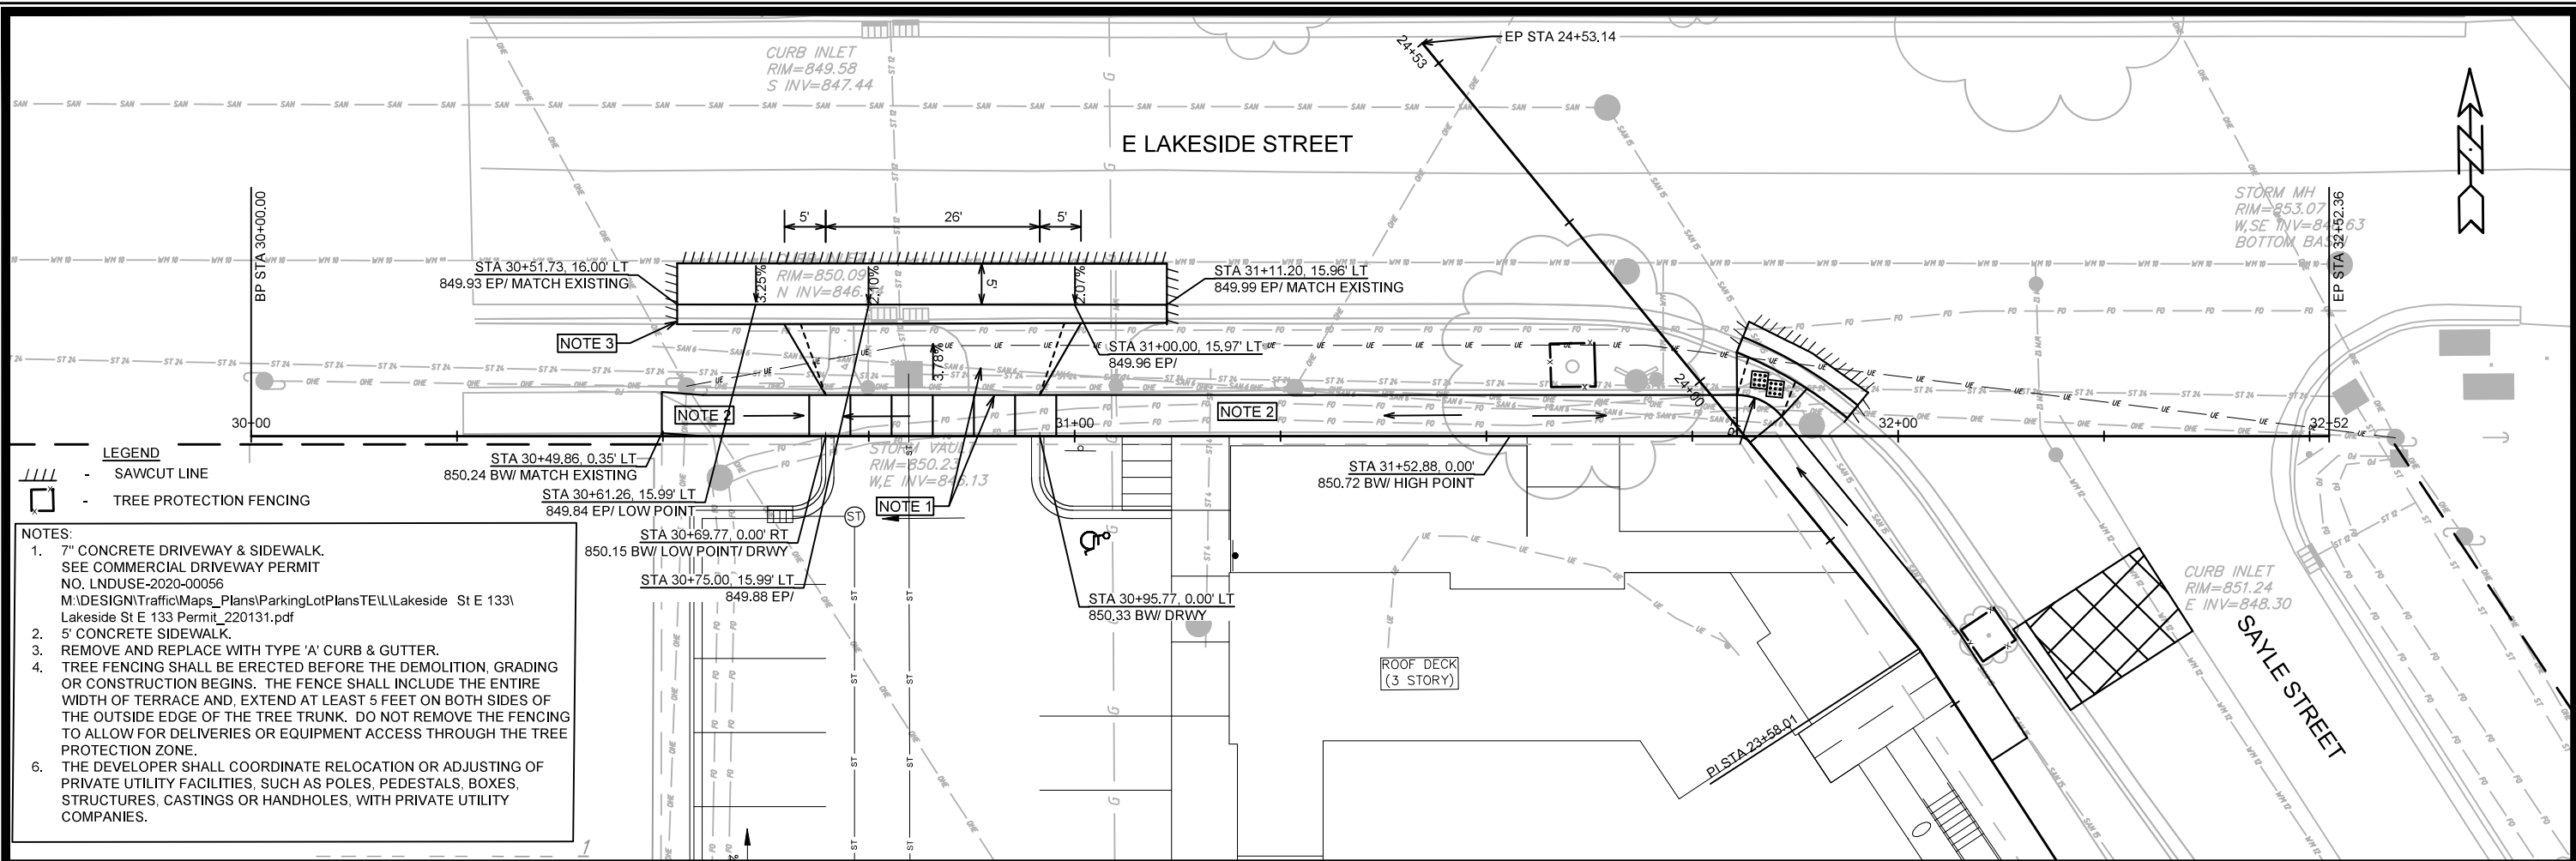 EP STA 24+53.14
24+53
CURB INLET
RIM=849.58
S INV=847.44
E LAKESIDE STREET
STORM MH
RIM=853.07
BOTTOM
BP STA 30+00.00
EP STA 32+52.36
5'
26'
5'
STA 30+51.73, 16.00' LT
849.93 EP/ MATCH EXISTING
RIM=850.09
N INV=846.
3.25%
2.10%
5'
2.07%
STA 31+11.20, 15.96' LT
849.99 EP/ MATCH EXISTING
NOTE 3
3.78%
STA 31+00.00, 15.97' LT
849.96 EP/
24+00
30+00
NOTE 2
31+00
NOTE 2
32+00
32+52
LEGEND
- SAWCUT LINE
- TREE PROTECTION FENCING
STA 30+49.86, 0.35' LT
850.24 BW/ MATCH EXISTING
STORM VAULT
RIM=850.23
W,E INV=846.13
STA 31+52.88, 0.00'
850.72 BW/ HIGH POINT
STA 30+61.26, 15.99' LT
849.84 EP/ LOW POINT
NOTE 1
ST
STA 30+69.77, 0.00' RT
850.15 BW/ LOW POINT/ DRWY
STA 30+75.00, 15.99' LT
849.88 EP/
STA 30+95.77, 0.00' LT
850.33 BW/ DRWY
CURB INLET
RIM=851.24
E INV=848.30
SAYLE STREET
ROOF DECK
(3 STORY)
PI STA 23+58.01
NOTES:
1. 7" CONCRETE DRIVEWAY & SIDEWALK.
SEE COMMERCIAL DRIVEWAY PERMIT
NO. LNDUSE-2020-00056
M:\DESIGN\Traffic\Maps_Plans\ParkingLotPlansTE\L\Lakeside St E 133\
Lakeside St E 133 Permit_220131.pdf
2. 5' CONCRETE SIDEWALK.
3. REMOVE AND REPLACE WITH TYPE 'A' CURB & GUTTER.
4. TREE FENCING SHALL BE ERECTED BEFORE THE DEMOLITION, GRADING
OR CONSTRUCTION BEGINS. THE FENCE SHALL INCLUDE THE ENTIRE
WIDTH OF TERRACE AND, EXTEND AT LEAST 5 FEET ON BOTH SIDES OF
THE OUTSIDE EDGE OF THE TREE TRUNK. DO NOT REMOVE THE FENCING
TO ALLOW FOR DELIVERIES OR EQUIPMENT ACCESS THROUGH THE TREE
PROTECTION ZONE.
6. THE DEVELOPER SHALL COORDINATE RELOCATION OR ADJUSTING OF
PRIVATE UTILITY FACILITIES, SUCH AS POLES, PEDESTALS, BOXES,
STRUCTURES, CASTINGS OR HANDHOLES, WITH PRIVATE UTILITY
COMPANIES.